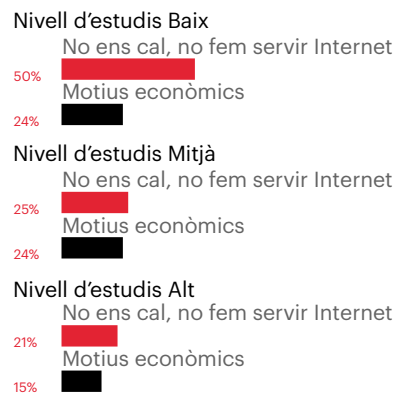 Nivell d’estudis Baix
No ens cal, no fem servir Internet
50%
Motius econòmics
24%
Nivell d’estudis Mitjà
No ens cal, no fem servir Internet
25%
Motius econòmics
24%
Nivell d’estudis Alt
No ens cal, no fem servir Internet
21%
Motius econòmics
15%